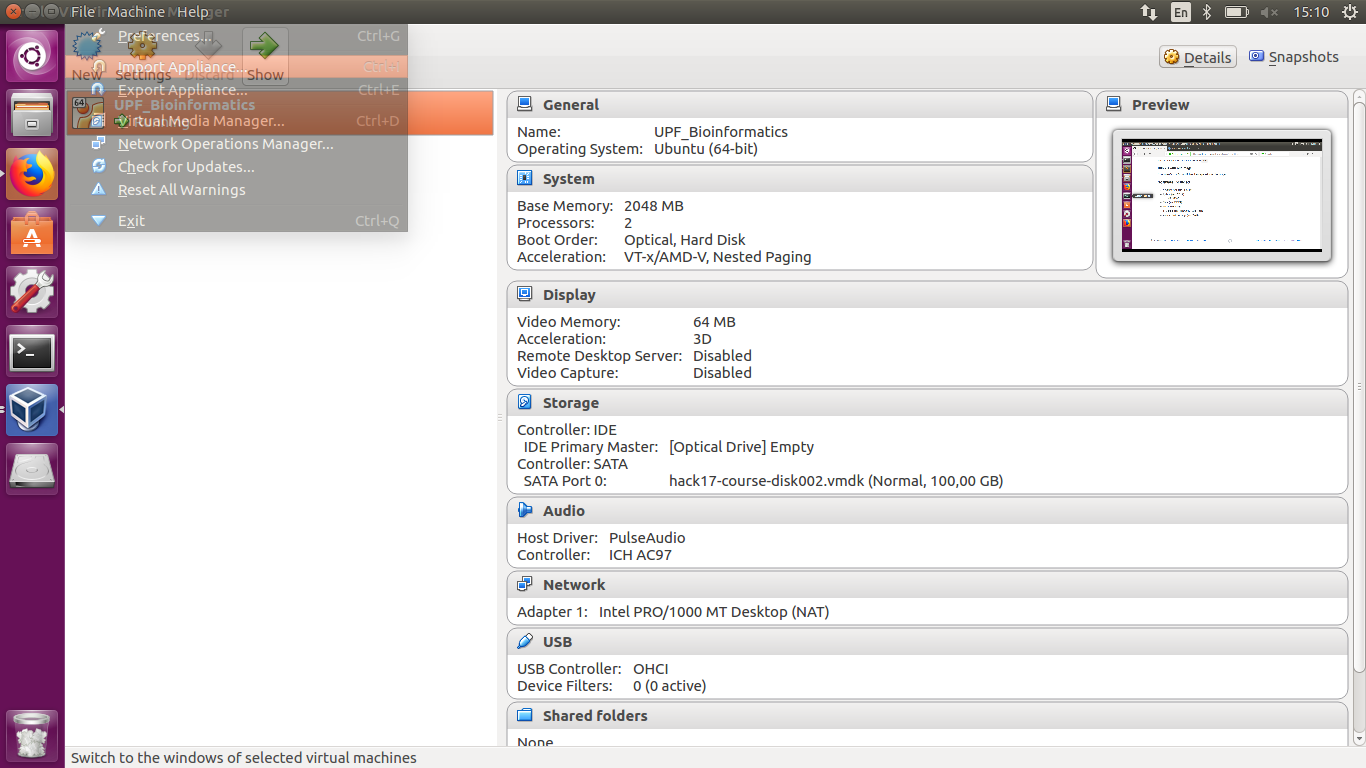 File Machine Help
En
15:10
Preferences... Ctrl+G
Import Appliance... Ctrl+I
Export Appliance... Ctrl+E
Virtual Media Manager... Ctrl+D
Network Operations Manager...
Check for Updates...
Reset All Warnings
Exit Ctrl+Q
New Settings Discard Show
Details Snapshots
64 UPF_Bioinformatics
Running
General
Name: UPF_Bioinformatics
Operating System: Ubuntu (64-bit)
Preview
System
Base Memory: 2048 MB
Processors: 2
Boot Order: Optical, Hard Disk
Acceleration: VT-x/AMD-V, Nested Paging
Display
Video Memory: 64 MB
Acceleration: 3D
Remote Desktop Server: Disabled
Video Capture: Disabled
Storage
Controller: IDE
IDE Primary Master: [Optical Drive] Empty
Controller: SATA
SATA Port 0: hack17-course-disk002.vmdk (Normal, 100,00 GB)
Audio
Host Driver: PulseAudio
Controller: ICH AC97
Network
Adapter 1: Intel PRO/1000 MT Desktop (NAT)
USB
USB Controller: OHCI
Device Filters: 0 (0 active)
Shared folders
None
Switch to the windows of selected virtual machines